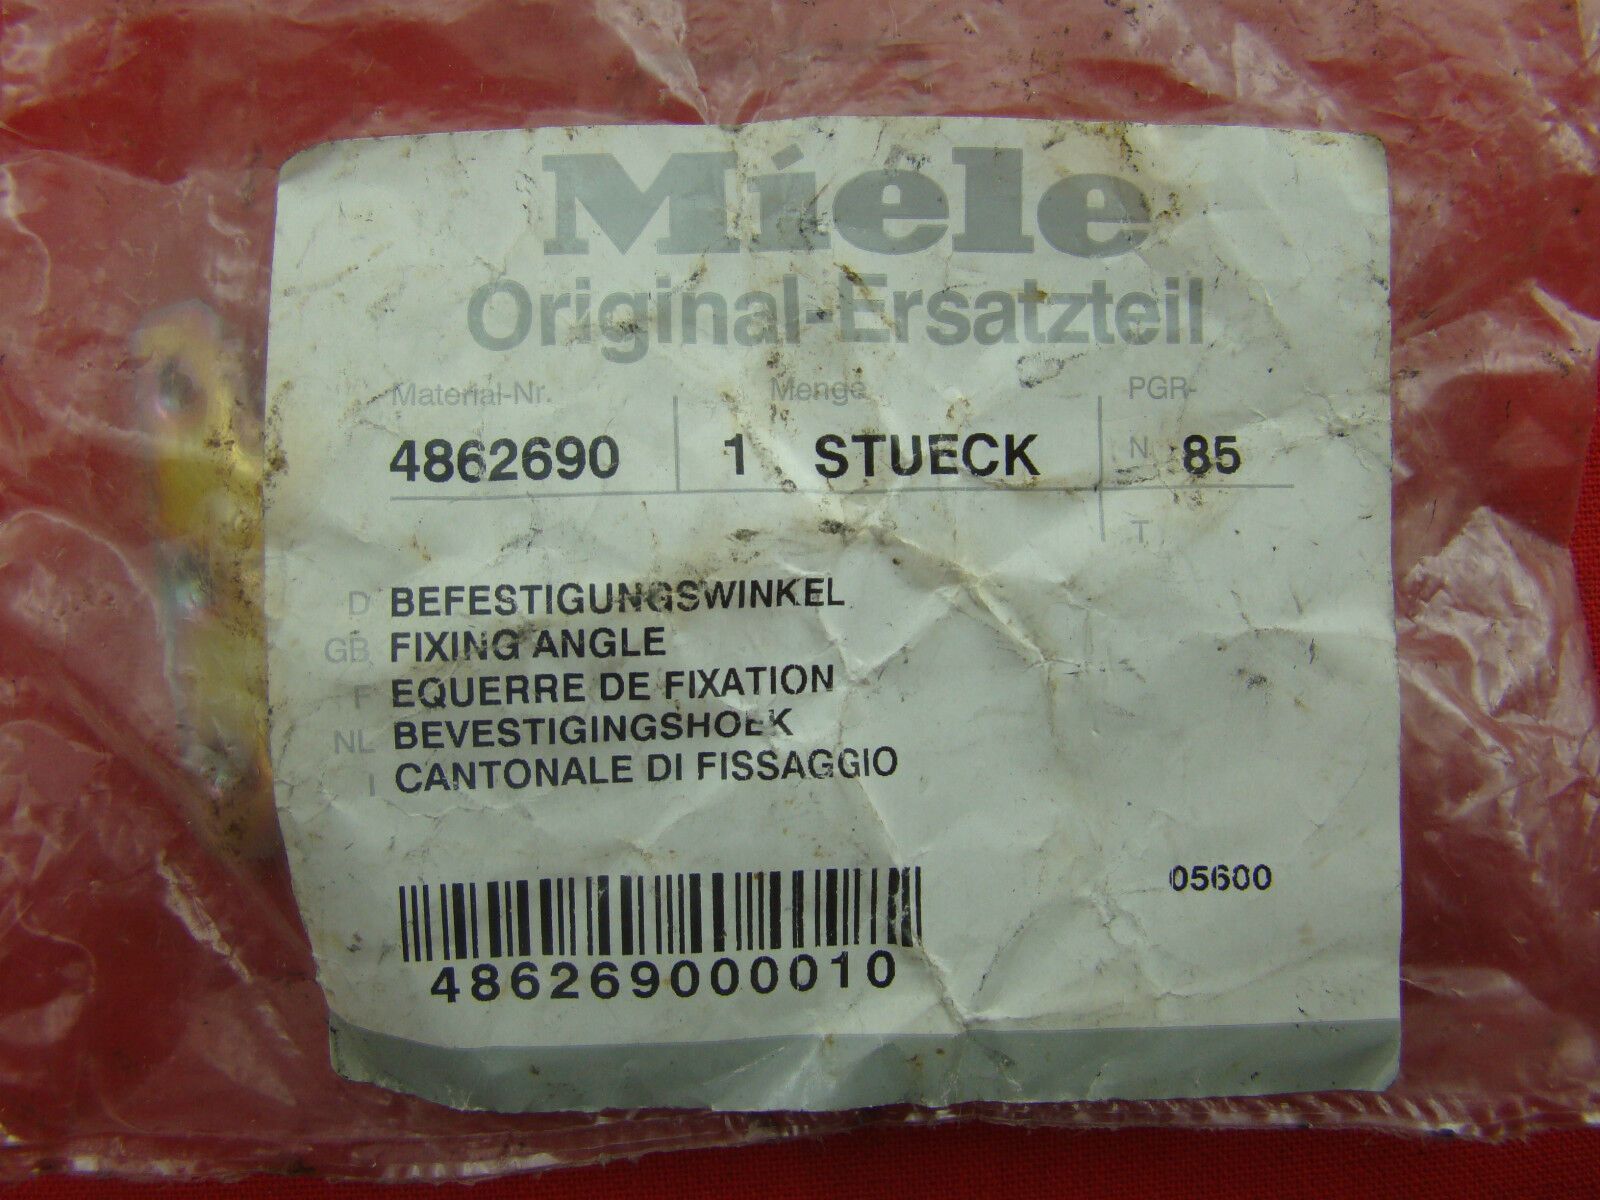 Miele
Original-Ersatzteil
Material-Nr. Menge PGR-
4862690 1 STUECK N 85
T
D BEFESTIGUNGSWINKEL
GB FIXING ANGLE
F EQUERRE DE FIXATION
NL BEVESTIGINGSHOEK
I CANTONALE DI FISSAGGIO
05600
486269000010